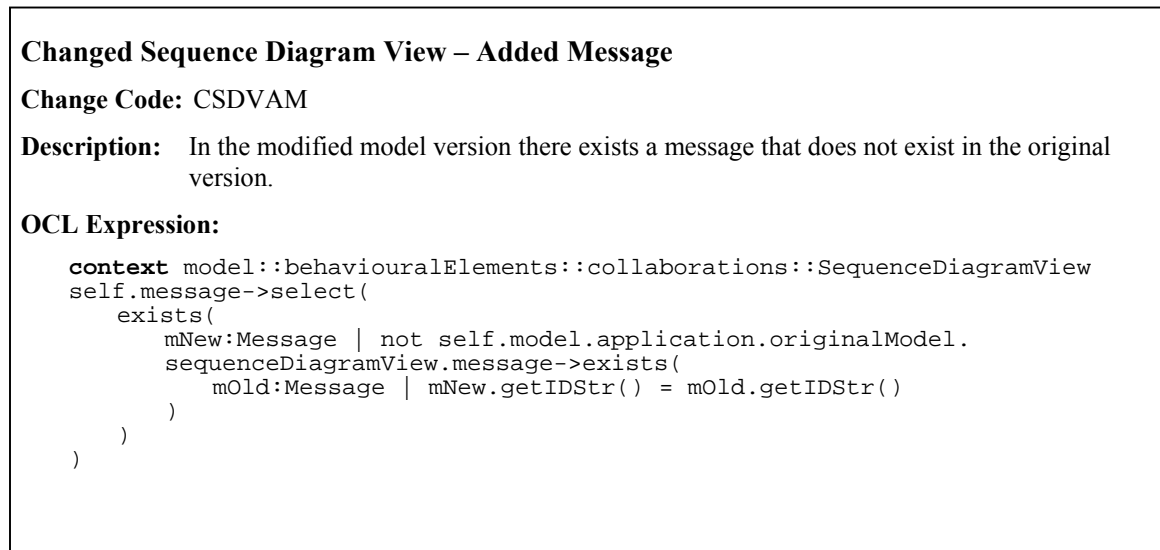 Changed Sequence Diagram View – Added Message
Change Code: CSDVAM
Description: In the modified model version there exists a message that does not exist in the original
version.
OCL Expression:
context model::behaviouralElements::collaborations::SequenceDiagramView
self.message->select(
exists(
mNew:Message | not self.model.application.originalModel.
sequenceDiagramView.message->exists(
mOld:Message | mNew.getIDStr() = mOld.getIDStr()
)
)
)